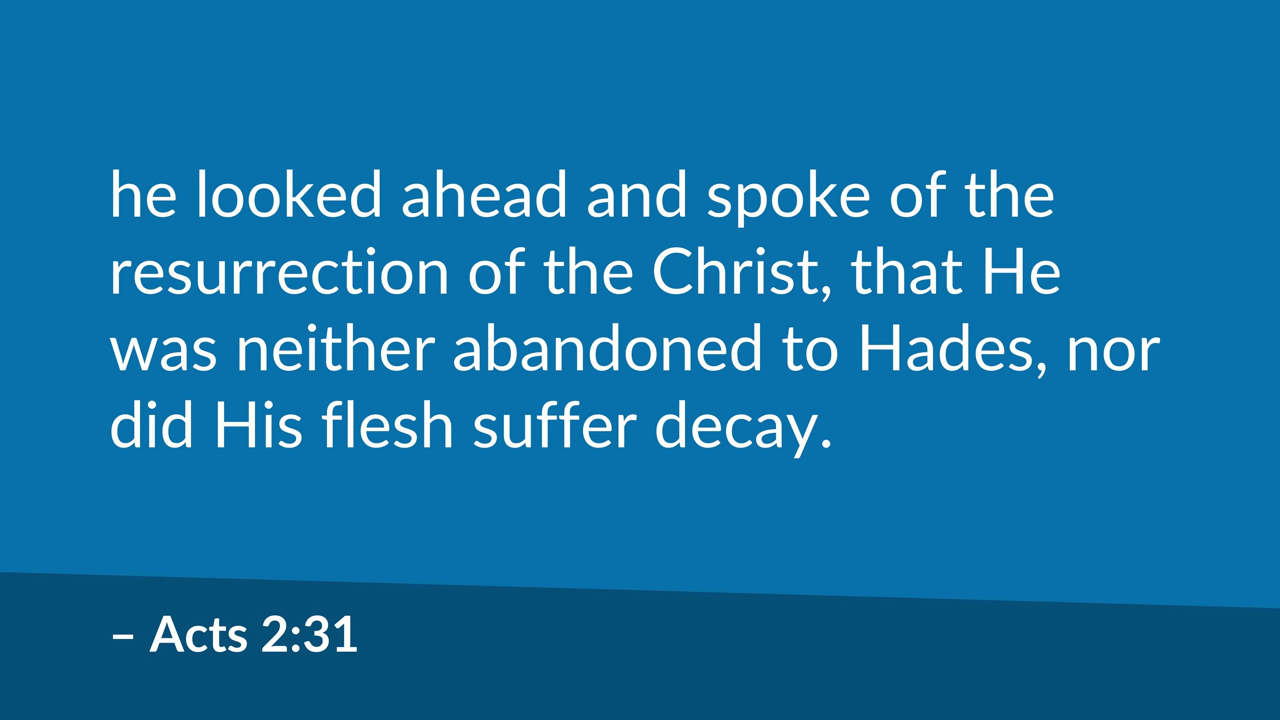 he looked ahead and spoke of the
resurrection of the Christ, that He
was neither abandoned to Hades, nor
did His flesh suffer decay.
– Acts 2:31